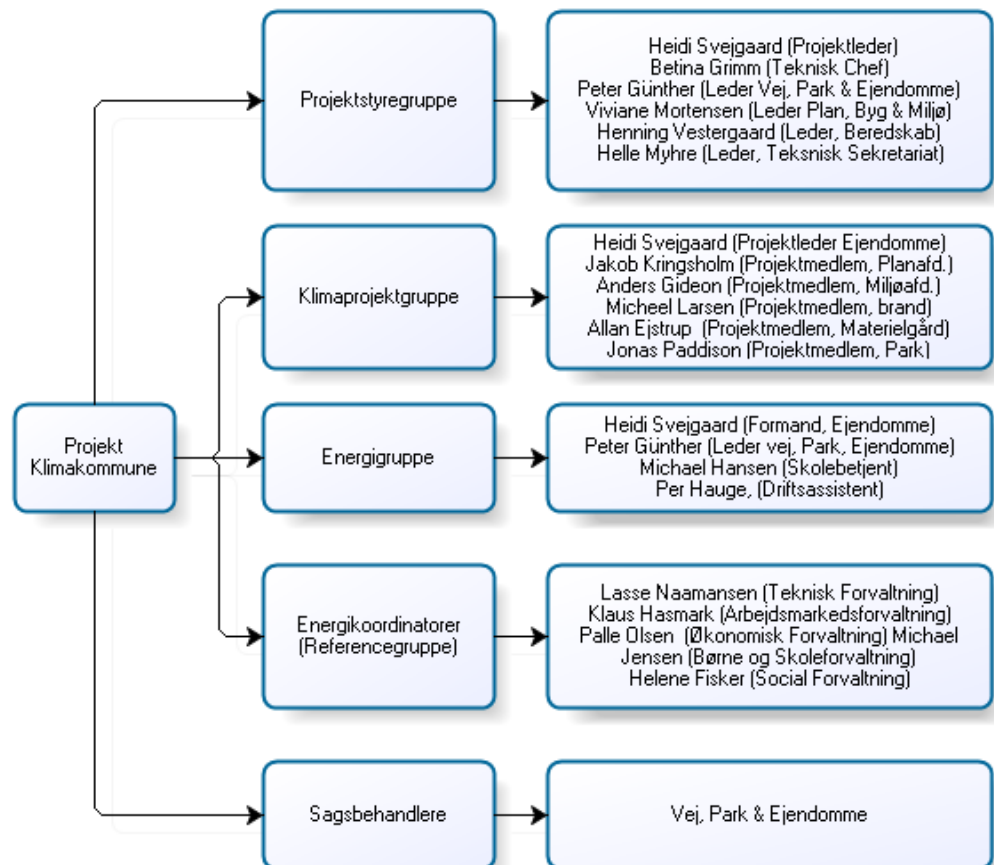 Projekt
Klimakommune
Projektstyregruppe
Heidi Svejgaard (Projektleder)
Betina Grimm (Teknisk Chef)
Peter Günther (Leder Vej, Park & Ejendomme)
Viviane Mortensen (Leder Plan, Byg & Miljø)
Henning Vestergaard (Leder, Beredskab)
Helle Myhre (Leder, Teksnisk Sekretariat)
Klimaprojektgruppe
Heidi Svejgaard (Projektleder Ejendomme)
Jakob Kringsholm (Projektmedlem, Planafd.)
Anders Gideon (Projektmedlem, Miljøafd.)
Micheel Larsen (Projektmedlem, brand)
Allan Ejstrup (Projektmedlem, Materielgård)
Jonas Paddison (Projektmedlem, Park)
Energigruppe
Heidi Svejgaard (Formand, Ejendomme)
Peter Günther (Leder vej, Park, Ejendomme)
Michael Hansen (Skolebetjent)
Per Hauge, (Driftsassistent)
Energikoordinatorer
(Referencegruppe)
Lasse Naamansen (Teknisk Forvaltning)
Klaus Hasmark (Arbejdsmarkedsforvaltning)
Palle Olsen (Økonomisk Forvaltning) Michael
Jensen (Børne og Skoleforvaltning)
Helene Fisker (Social Forvaltning)
Sagsbehandlere
Vej, Park & Ejendomme